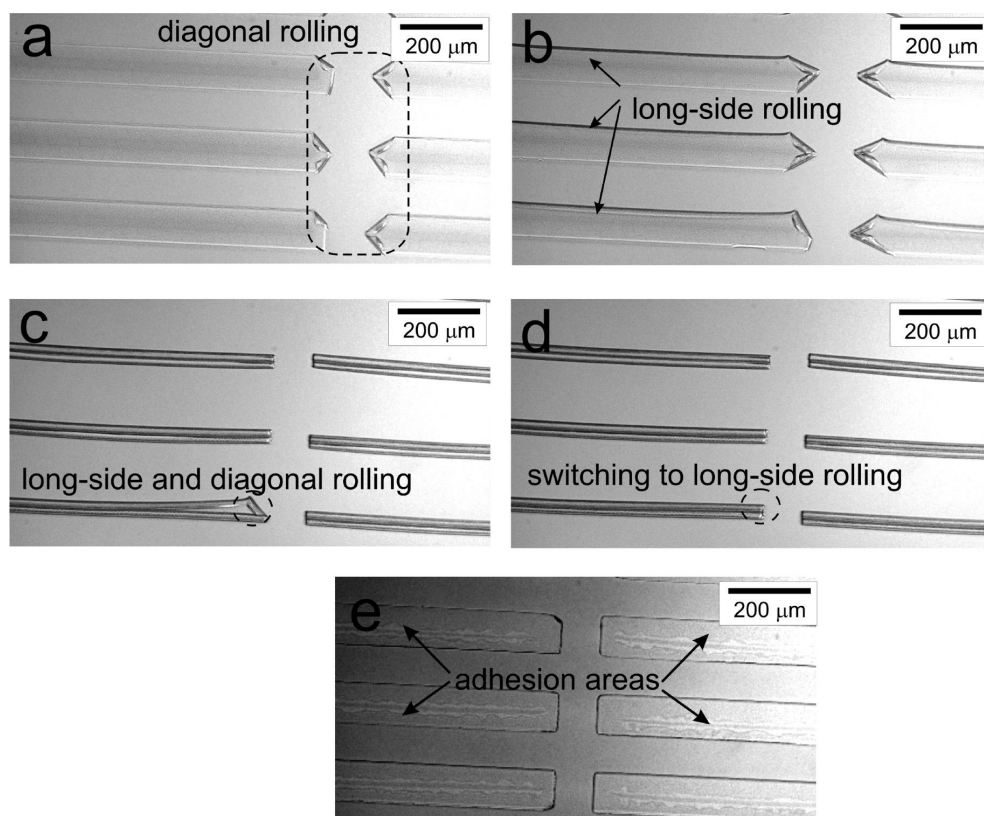 a
diagonal rolling
200 μm
b
200 μm
long-side rolling
c
200 μm
long-side and diagonal rolling
d
200 μm
switching to long-side rolling
e
200 μm
adhesion areas